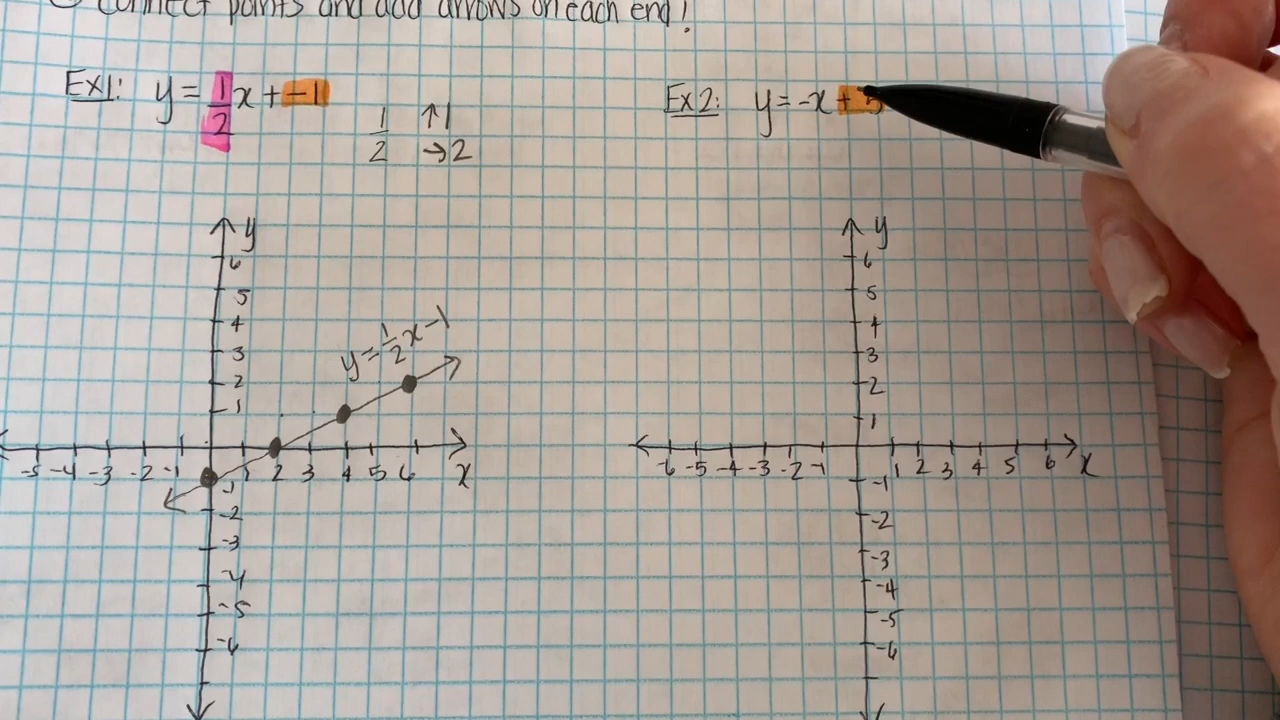 connect points and add arrows on each end!
Ex1: y = 1/2 x + -1
1/2 ↑1 →2
Ex2: y = -x + 5
y
6
5
4
3
2
1
y = 1/2 x - 1
-5 -4 -3 -2 -1 1 2 3 4 5 6 x
-1
-2
-3
-4
-5
-6
y
6
5
4
3
2
1
-6 -5 -4 -3 -2 -1 1 2 3 4 5 6 x
-1
-2
-3
-4
-5
-6